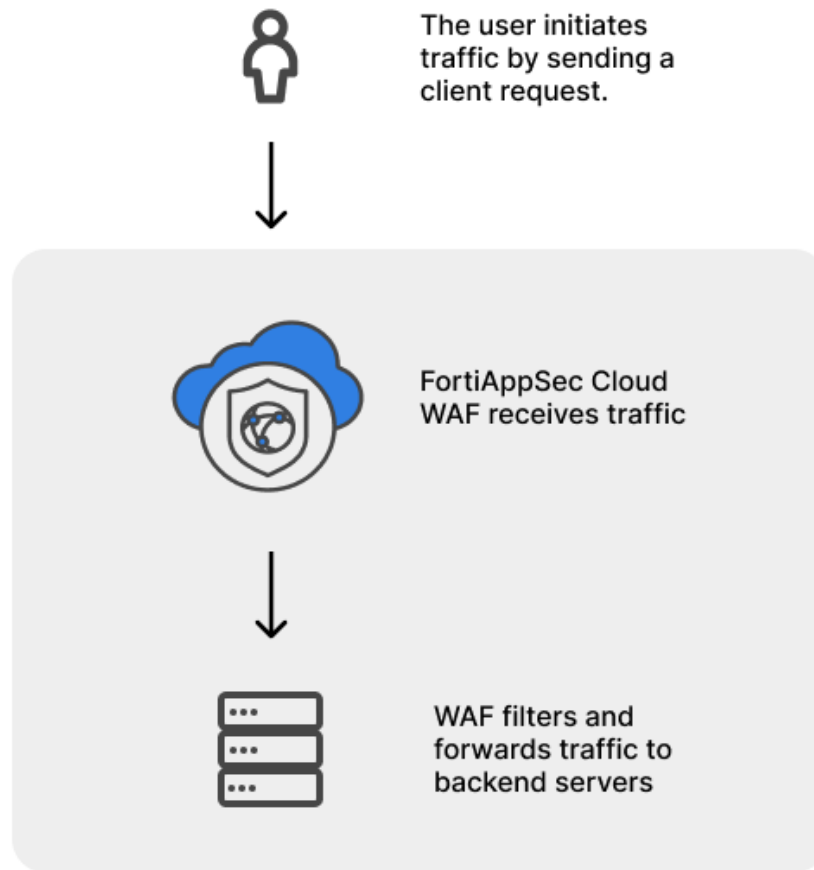 The user initiates
traffic by sending a
client request.
FortiAppSec Cloud
WAF receives traffic
WAF filters and
forwards traffic to
backend servers